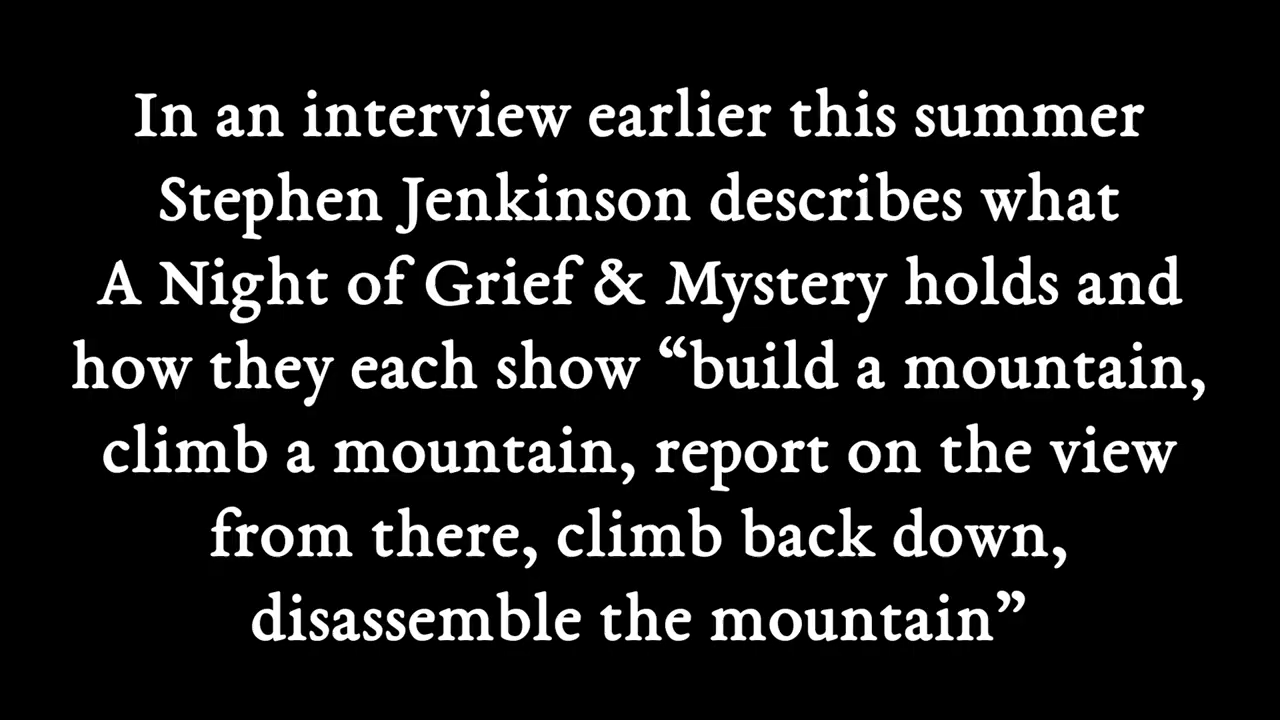 In an interview earlier this summer
Stephen Jenkinson describes what
A Night of Grief & Mystery holds and
how they each show “build a mountain,
climb a mountain, report on the view
from there, climb back down,
disassemble the mountain”